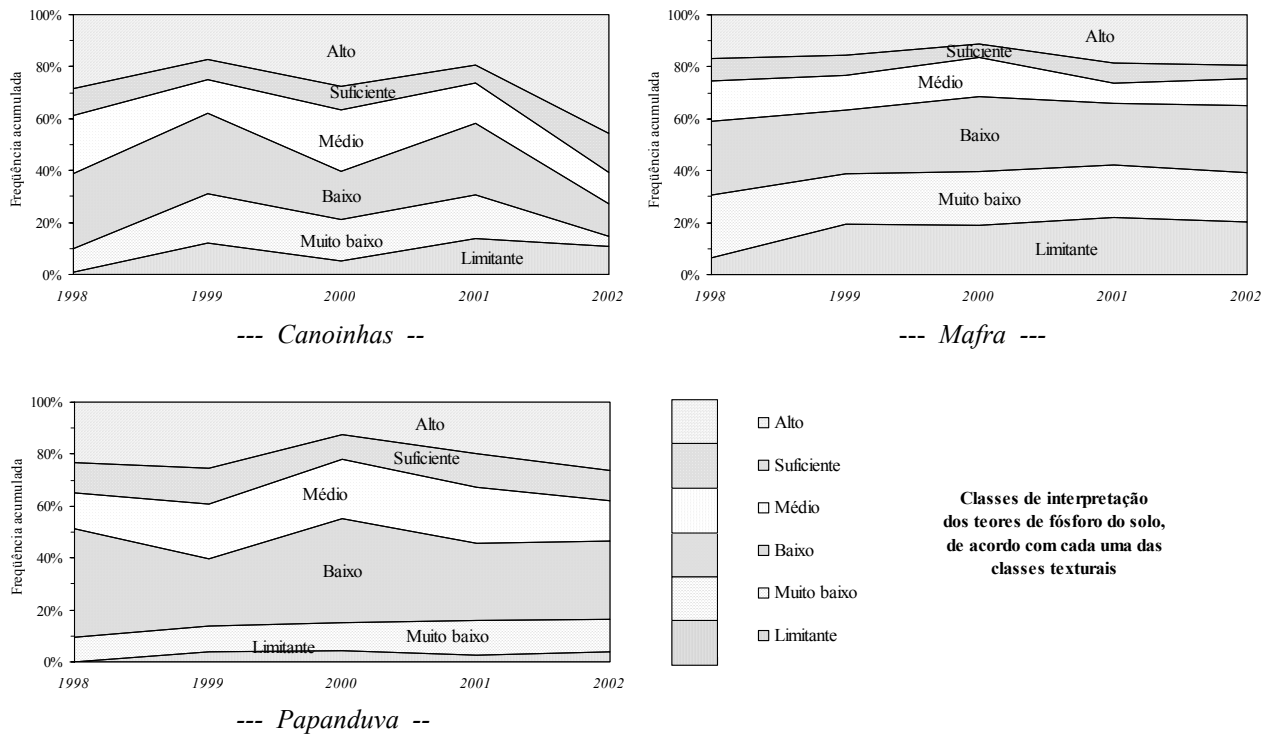 100%
80%
60%
40%
20%
0%
Freqüência acumulada
Alto
Suficiente
Médio
Baixo
Muito baixo
Limitante
1998 1999 2000 2001 2002
--- Canoinhas --
100%
80%
60%
40%
20%
0%
Freqüência acumulada
Alto
Suficiente
Médio
Baixo
Muito baixo
Limitante
1998 1999 2000 2001 2002
--- Mafra ---
100%
80%
60%
40%
20%
0%
Freqüência acumulada
Alto
Suficiente
Médio
Baixo
Muito baixo
Limitante
1998 1999 2000 2001 2002
--- Papanduva --
Alto
Suficiente
Médio
Baixo
Muito baixo
Limitante
Classes de interpretação
dos teores de fósforo do solo,
de acordo com cada uma das
classes texturais